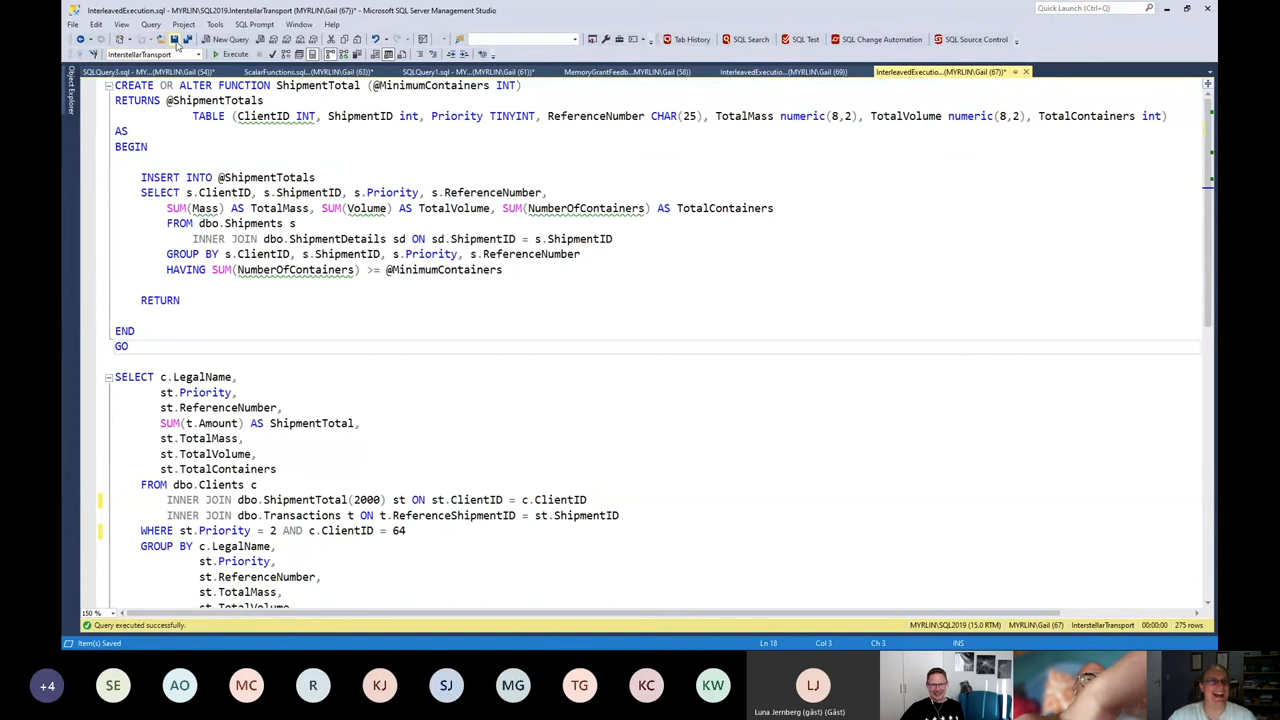 InterleavedExecution.sql - MYRLIN\SQL2019.InterstellarTransport (MYRLIN\Gail (67))* - Microsoft SQL Server Management Studio
Quick Launch (Ctrl+Q)
File Edit View Query Project Tools SQL Prompt Window Help
New Query
Tab History SQL Search SQL Test SQL Change Automation SQL Source Control
InterstellarTransport Execute
SQLQuery3.sql - MY...(MYRLIN\Gail (54))* ScalarFunctions.sql...(MYRLIN\Gail (63))* SQLQuery1.sql - MY...(MYRLIN\Gail (61))* MemoryGrantFeedb...(MYRLIN\Gail (58)) InterleavedExecutio...(MYRLIN\Gail (69)) InterleavedExecutio...(MYRLIN\Gail (67))*
Object Explorer
CREATE OR ALTER FUNCTION ShipmentTotal (@MinimumContainers INT)
RETURNS @ShipmentTotals
TABLE (ClientID INT, ShipmentID int, Priority TINYINT, ReferenceNumber CHAR(25), TotalMass numeric(8,2), TotalVolume numeric(8,2), TotalContainers int)
AS
BEGIN
INSERT INTO @ShipmentTotals
SELECT s.ClientID, s.ShipmentID, s.Priority, s.ReferenceNumber,
SUM(Mass) AS TotalMass, SUM(Volume) AS TotalVolume, SUM(NumberOfContainers) AS TotalContainers
FROM dbo.Shipments s
INNER JOIN dbo.ShipmentDetails sd ON sd.ShipmentID = s.ShipmentID
GROUP BY s.ClientID, s.ShipmentID, s.Priority, s.ReferenceNumber
HAVING SUM(NumberOfContainers) >= @MinimumContainers
RETURN
END
GO
SELECT c.LegalName,
st.Priority,
st.ReferenceNumber,
SUM(t.Amount) AS ShipmentTotal,
st.TotalMass,
st.TotalVolume,
st.TotalContainers
FROM dbo.Clients c
INNER JOIN dbo.ShipmentTotal(2000) st ON st.ClientID = c.ClientID
INNER JOIN dbo.Transactions t ON t.ReferenceShipmentID = st.ShipmentID
WHERE st.Priority = 2 AND c.ClientID = 64
GROUP BY c.LegalName,
st.Priority,
st.ReferenceNumber,
st.TotalMass,
st.TotalVolume
150 %
Query executed successfully. MYRLIN\SQL2019 (15.0 RTM) MYRLIN\Gail (67) InterstellarTransport 00:00:00 275 rows
Item(s) Saved Ln 18 Col 3 Ch 3 INS
+4 SE AO MC R KJ SJ MG TG KC KW LJ
Luna Jernberg (gäst) (Gäst)